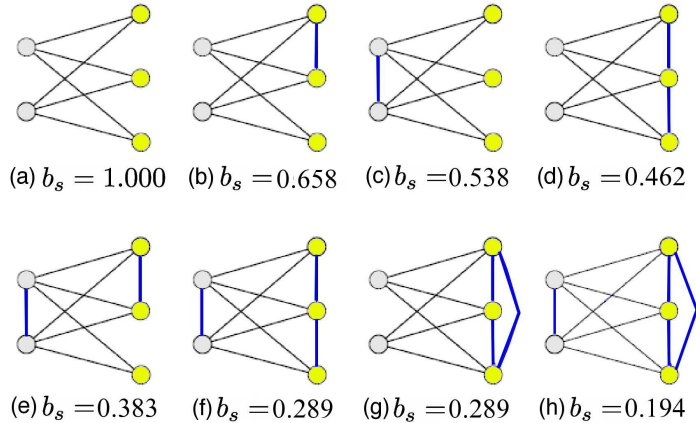 (a) b_s = 1.000 (b) b_s = 0.658 (c) b_s = 0.538 (d) b_s = 0.462
(e) b_s = 0.383 (f) b_s = 0.289 (g) b_s = 0.289 (h) b_s = 0.194